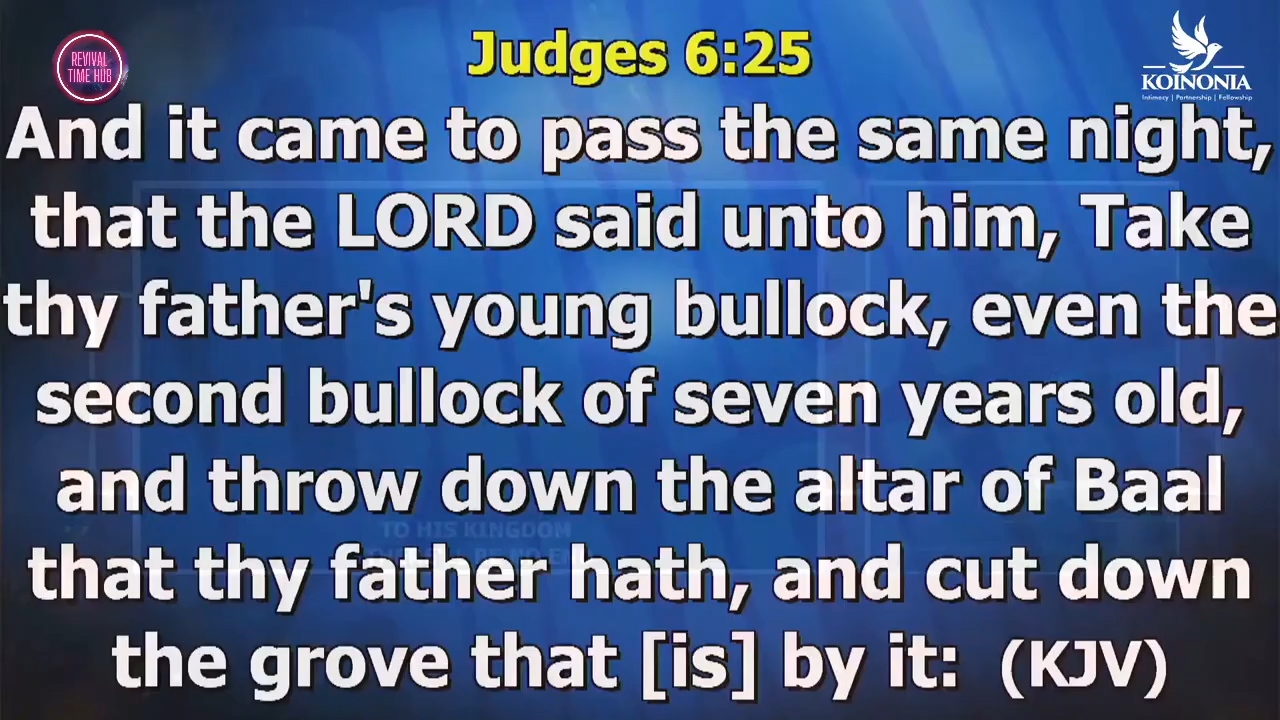 Judges 6:25
REVIVAL
TIME HUB
KOINONIA
Intimacy | Partnership | Fellowship
And it came to pass the same night,
that the LORD said unto him, Take
thy father's young bullock, even the
second bullock of seven years old,
and throw down the altar of Baal
that thy father hath, and cut down
the grove that [is] by it: (KJV)
TO HIS KINGDOM